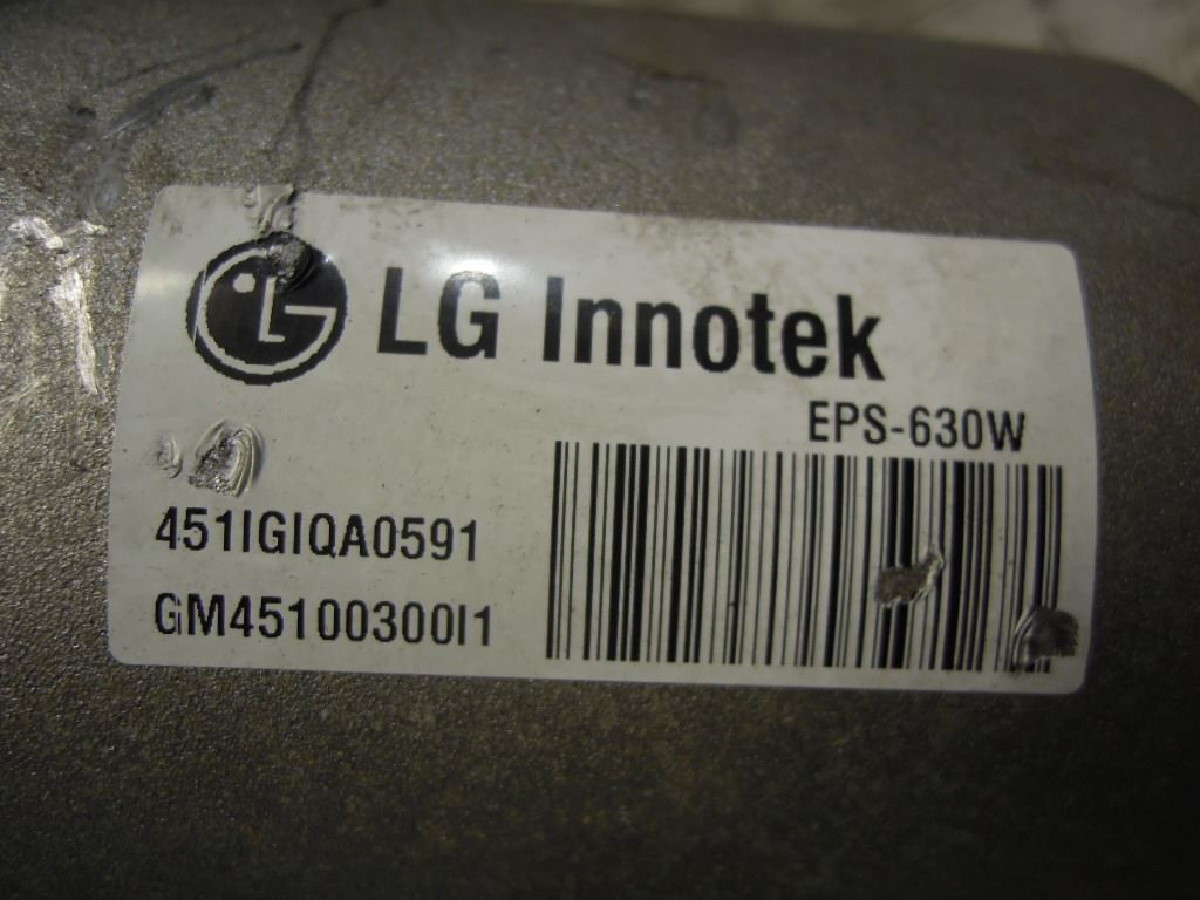 LG Innotek
EPS-630W
451IGIQA0591
GM45100300I1